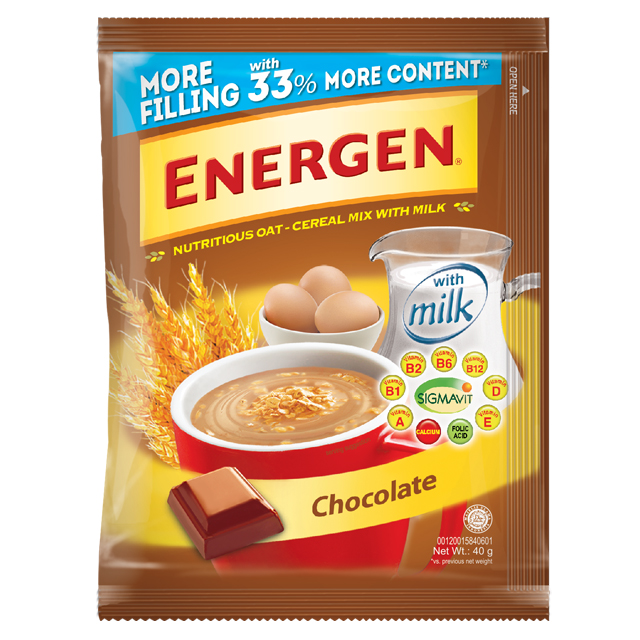 MORE FILLING with 33% MORE CONTENT*
OPEN HERE
ENERGEN®
NUTRITIOUS OAT - CEREAL MIX WITH MILK
with
milk
Vitamin B1
Vitamin B2
Vitamin B6
Vitamin B12
Vitamin D
Vitamin A
SIGMAVIT
Vitamin E
CALCIUM
FOLIC ACID
Chocolate
00120015840601
Net Wt.: 40 g
*vs. previous net weight